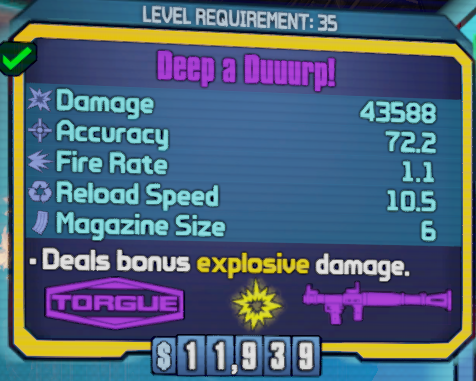 LEVEL REQUIREMENT: 35
Deep a Duuurp!
Damage 43588
Accuracy 72.2
Fire Rate 1.1
Reload Speed 10.5
Magazine Size 6
· Deals bonus explosive damage.
TORGUE
$11,939